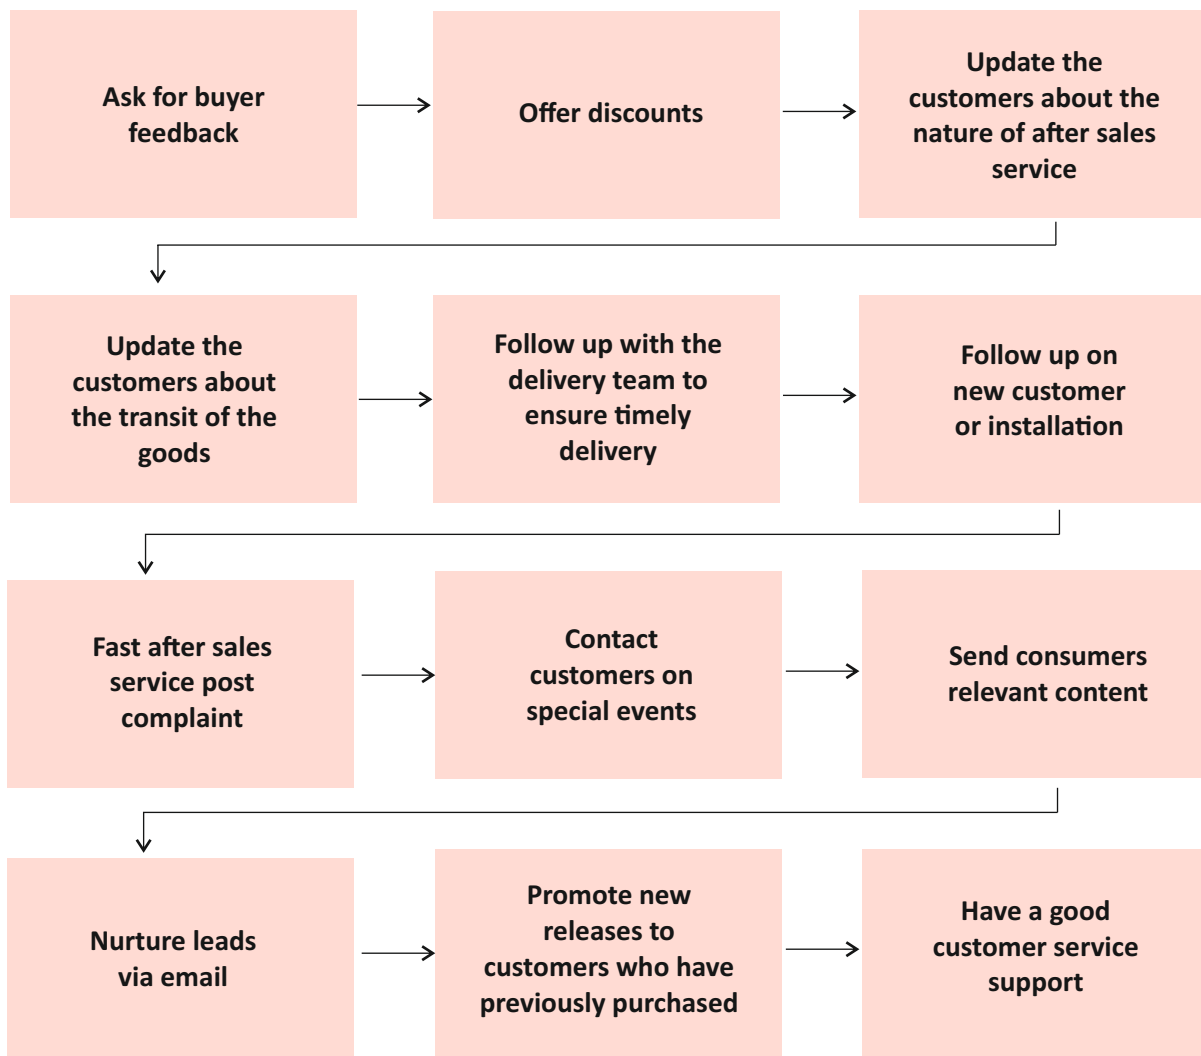 Ask for buyer
feedback
Offer discounts
Update the
customers about the
nature of after sales
service
Update the
customers about
the transit of the
goods
Follow up with the
delivery team to
ensure timely
delivery
Follow up on
new customer
or installation
Fast after sales
service post
complaint
Contact
customers on
special events
Send consumers
relevant content
Nurture leads
via email
Promote new
releases to
customers who have
previously purchased
Have a good
customer service
support